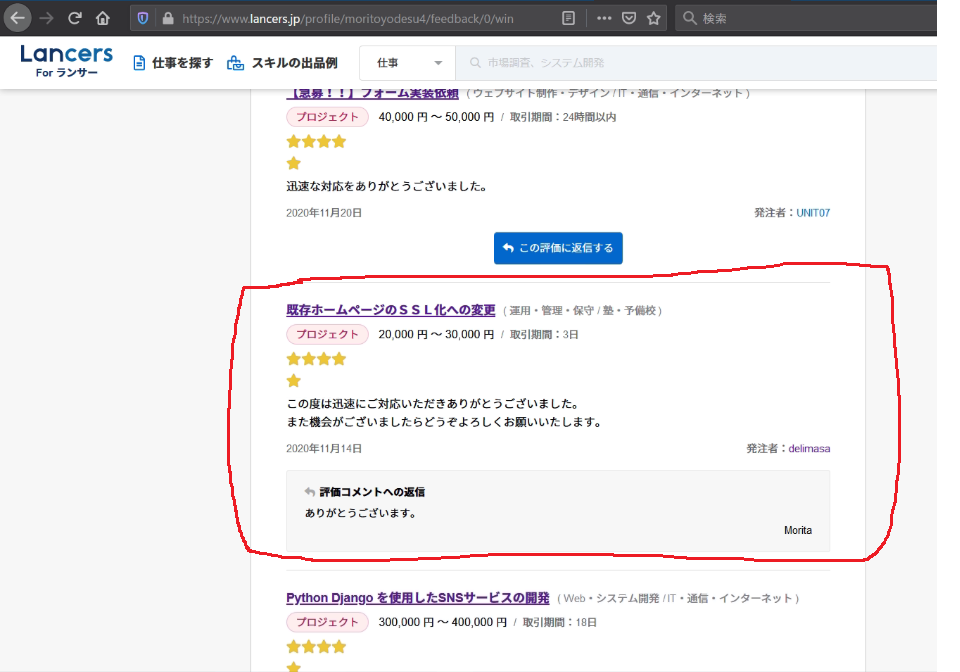 https://www.lancers.jp/profile/moritoyodesu4/feedback/0/win
検索
Lancers
For ランサー
仕事を探す
スキルの出品例
仕事
市場調査、システム開発
【急募！！】フォーム実装依頼 ( ウェブサイト制作・デザイン / IT・通信・インターネット )
プロジェクト 40,000 円 〜 50,000 円 / 取引期間：24時間以内
迅速な対応をありがとうございました。
2020年11月20日 発注者：UNIT07
この評価に返信する
既存ホームページのＳＳＬ化への変更 ( 運用・管理・保守 / 塾・予備校 )
プロジェクト 20,000 円 〜 30,000 円 / 取引期間：3日
この度は迅速にご対応いただきありがとうございました。
また機会がございましたらどうぞよろしくお願いいたします。
2020年11月14日 発注者：delimasa
評価コメントへの返信
ありがとうございます。
Morita
Python Django を使用したSNSサービスの開発 ( Web・システム開発 / IT・通信・インターネット )
プロジェクト 300,000 円 〜 400,000 円 / 取引期間：18日